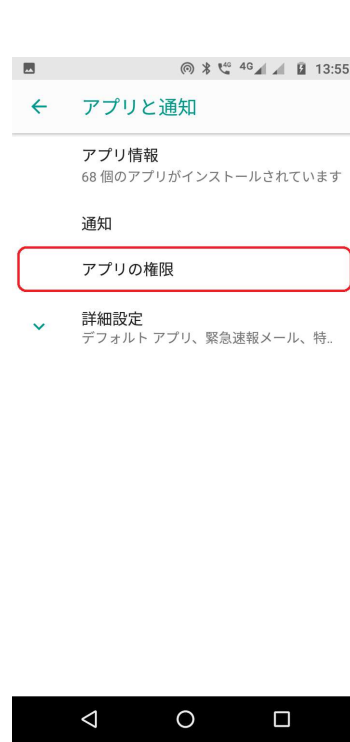 4G 4G 13:55
アプリと通知
アプリ情報
68 個のアプリがインストールされています
通知
アプリの権限
詳細設定
デフォルト アプリ、緊急速報メール、特..